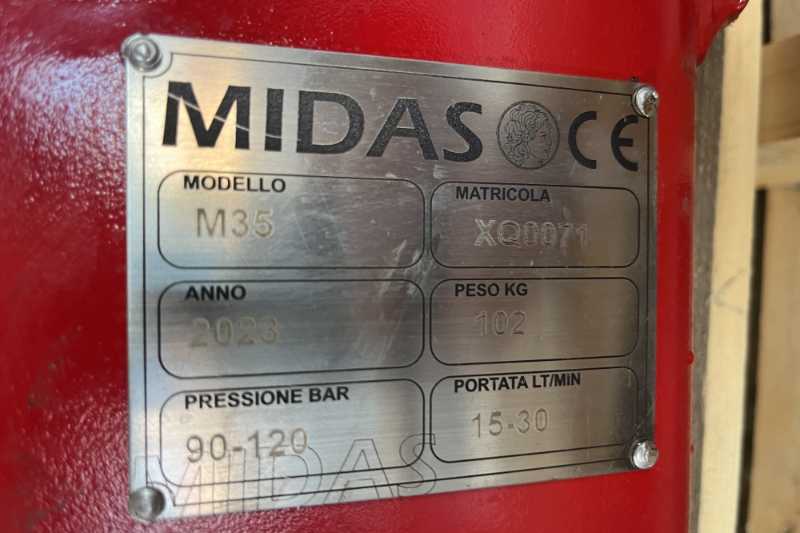 MIDAS CE
MODELLO
M35
MATRICOLA
XQ0071
ANNO
2023
PESO KG
102
PRESSIONE BAR
90-120
PORTATA LT/MiN
15-30
MIDAS